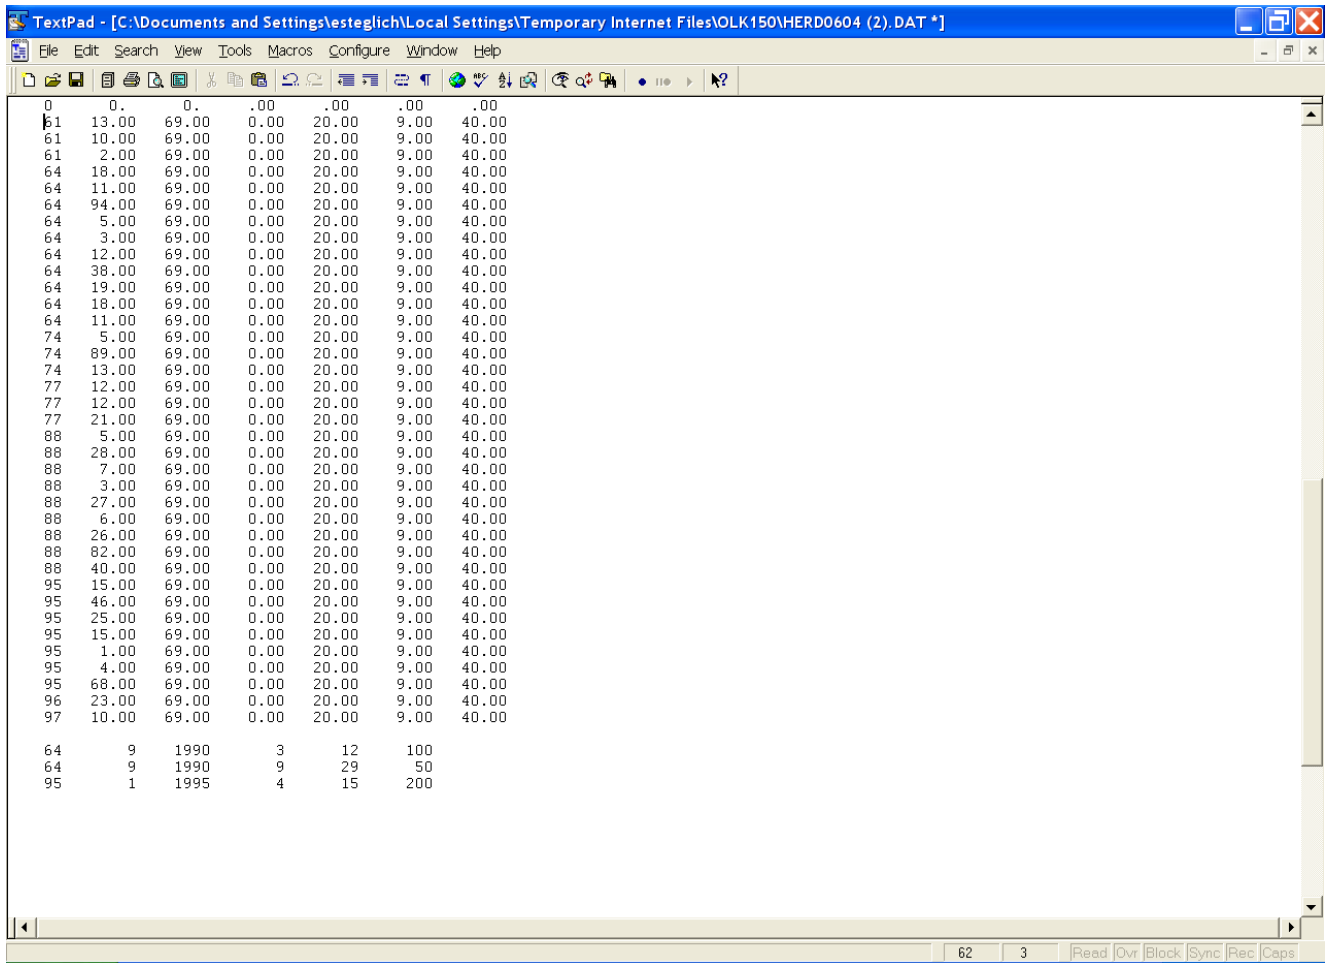 TextPad - [C:\Documents and Settings\esteglich\Local Settings\Temporary Internet Files\OLK150\HERD0604 (2).DAT *]
File Edit Search View Tools Macros Configure Window Help
0 0. 0. .00 .00 .00 .00
61 13.00 69.00 0.00 20.00 9.00 40.00
61 10.00 69.00 0.00 20.00 9.00 40.00
61 2.00 69.00 0.00 20.00 9.00 40.00
64 18.00 69.00 0.00 20.00 9.00 40.00
64 11.00 69.00 0.00 20.00 9.00 40.00
64 94.00 69.00 0.00 20.00 9.00 40.00
64 5.00 69.00 0.00 20.00 9.00 40.00
64 3.00 69.00 0.00 20.00 9.00 40.00
64 12.00 69.00 0.00 20.00 9.00 40.00
64 38.00 69.00 0.00 20.00 9.00 40.00
64 19.00 69.00 0.00 20.00 9.00 40.00
64 18.00 69.00 0.00 20.00 9.00 40.00
64 11.00 69.00 0.00 20.00 9.00 40.00
74 5.00 69.00 0.00 20.00 9.00 40.00
74 89.00 69.00 0.00 20.00 9.00 40.00
74 13.00 69.00 0.00 20.00 9.00 40.00
77 12.00 69.00 0.00 20.00 9.00 40.00
77 12.00 69.00 0.00 20.00 9.00 40.00
77 21.00 69.00 0.00 20.00 9.00 40.00
88 5.00 69.00 0.00 20.00 9.00 40.00
88 28.00 69.00 0.00 20.00 9.00 40.00
88 7.00 69.00 0.00 20.00 9.00 40.00
88 3.00 69.00 0.00 20.00 9.00 40.00
88 27.00 69.00 0.00 20.00 9.00 40.00
88 6.00 69.00 0.00 20.00 9.00 40.00
88 26.00 69.00 0.00 20.00 9.00 40.00
88 82.00 69.00 0.00 20.00 9.00 40.00
88 40.00 69.00 0.00 20.00 9.00 40.00
95 15.00 69.00 0.00 20.00 9.00 40.00
95 46.00 69.00 0.00 20.00 9.00 40.00
95 25.00 69.00 0.00 20.00 9.00 40.00
95 15.00 69.00 0.00 20.00 9.00 40.00
95 1.00 69.00 0.00 20.00 9.00 40.00
95 4.00 69.00 0.00 20.00 9.00 40.00
95 68.00 69.00 0.00 20.00 9.00 40.00
96 23.00 69.00 0.00 20.00 9.00 40.00
97 10.00 69.00 0.00 20.00 9.00 40.00
64 9 1990 3 12 100
64 9 1990 9 29 50
95 1 1995 4 15 200
62 3 Read Ovr Block Sync Rec Caps